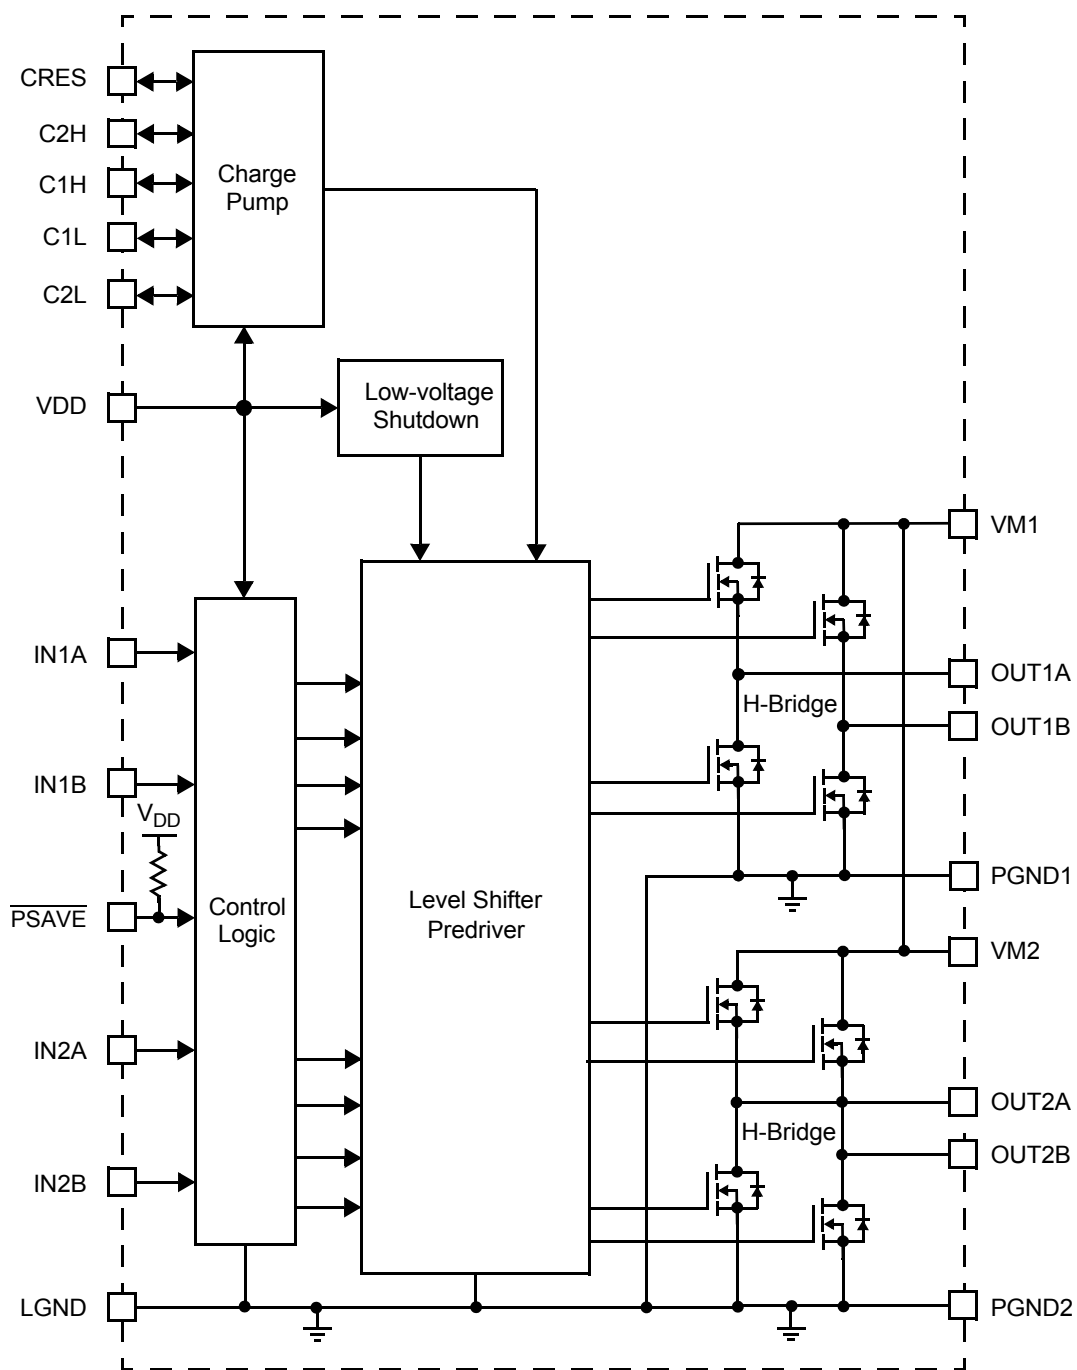 CRES
C2H
C1H
C1L
C2L
Charge
Pump
VDD
Low-voltage
Shutdown
VM1
IN1A
OUT1A
H-Bridge
OUT1B
IN1B
VDD
PGND1
PSAVE
Control
Logic
Level Shifter
Predriver
VM2
IN2A
OUT2A
H-Bridge
OUT2B
IN2B
LGND
PGND2